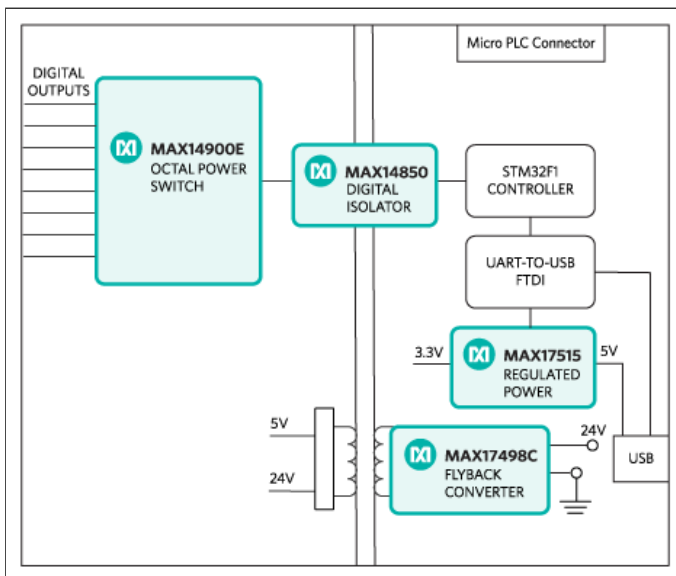 Micro PLC Connector
DIGITAL
OUTPUTS
MAX14900E
OCTAL POWER
SWITCH
MAX14850
DIGITAL
ISOLATOR
STM32F1
CONTROLLER
UART-TO-USB
FTDI
3.3V
MAX17515
REGULATED
POWER
5V
5V
24V
MAX17498C
FLYBACK
CONVERTER
24V
USB